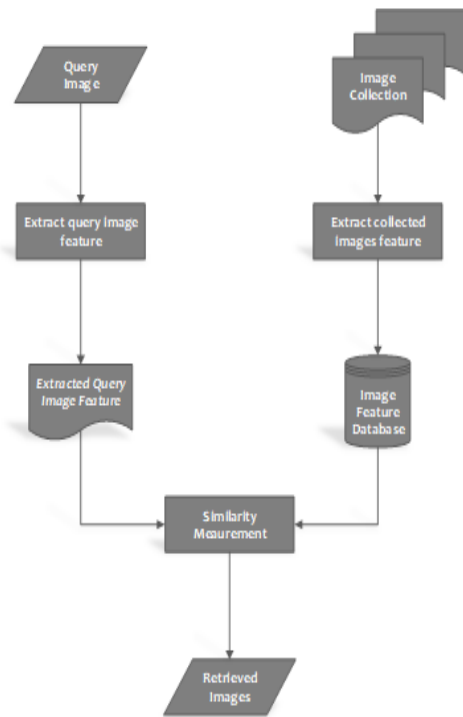 Query
Image
Image
Collection
Extract query image
feature
Extract collected
images feature
Extracted Query
Image Feature
Image
Feature
Database
Similarity
Meaurement
Retrieved
Images